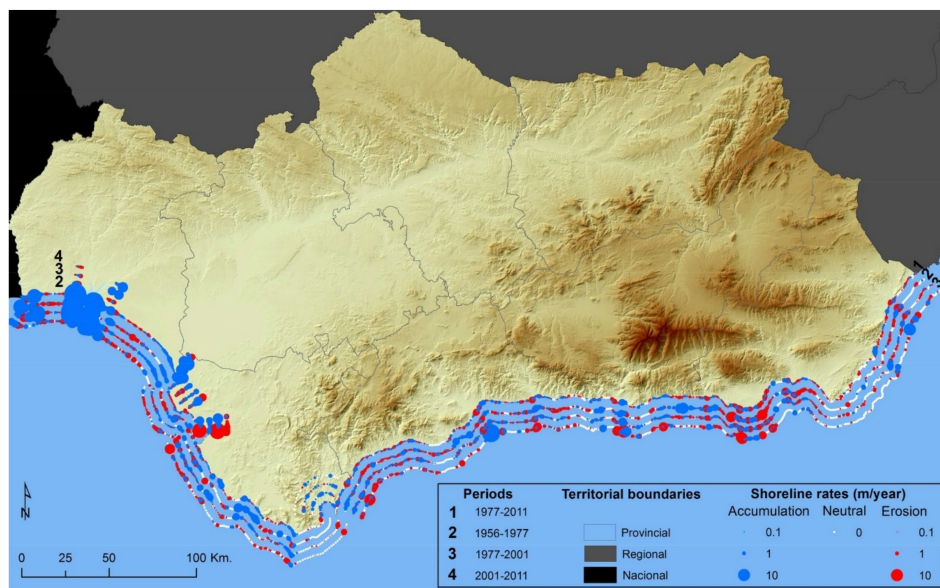 4
3
2
1
2
3
N
0 25 50 100 Km.
Periods Territorial boundaries Shoreline rates (m/year)
Accumulation Neutral Erosion
1 1977-2011
0.1 0 0.1
2 1956-1977 Provincial
3 1977-2001 Regional 1 1
4 2001-2011 Nacional 10 10